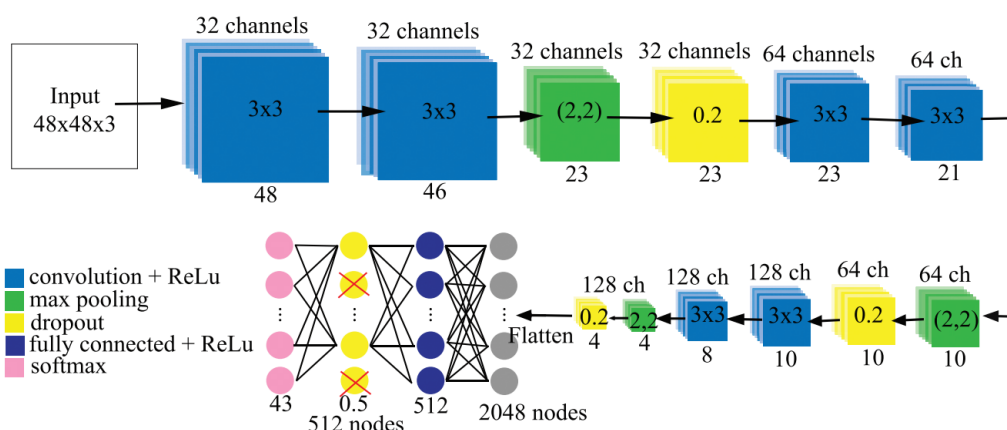 32 channels
32 channels
32 channels
32 channels
64 channels
64 ch
Input
48x48x3
3x3
3x3
(2,2)
0.2
3x3
3x3
48
46
23
23
23
21
convolution + ReLu
max pooling
dropout
fully connected + ReLu
softmax
43
0.5
512 nodes
512
2048 nodes
Flatten
128 ch
128 ch
128 ch
64 ch
64 ch
0.2
2,2
3x3
3x3
0.2
(2,2)
4
4
8
10
10
10